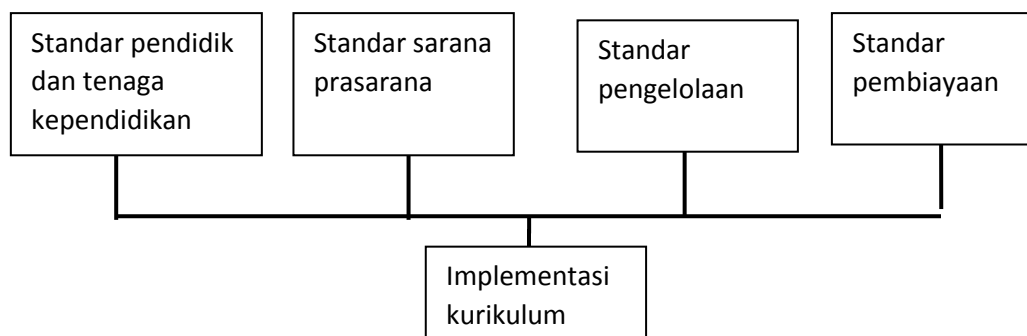 Standar pendidik
dan tenaga
kependidikan
Standar sarana
prasarana
Standar
pengelolaan
Standar
pembiayaan
Implementasi
kurikulum